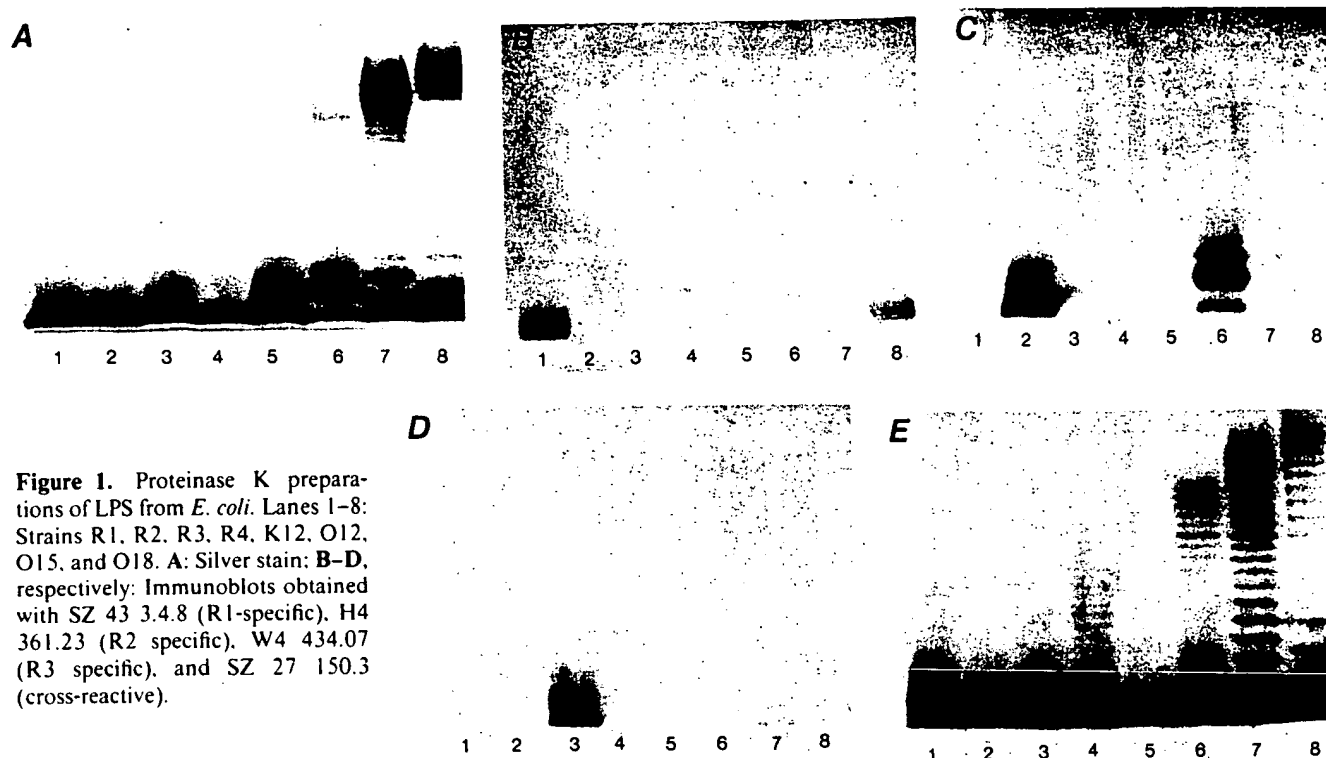 A
B
C
1 2 3 4 5 6 7 8
1 2 3 4 5 6 7 8
1 2 3 4 5 6 7 8
D
E
Figure 1. Proteinase K prepara-
tions of LPS from E. coli. Lanes 1–8:
Strains R1, R2, R3, R4, K12, O12,
O15, and O18. A: Silver stain; B–D,
respectively: Immunoblots obtained
with SZ 43 3.4.8 (R1-specific), H4
361.23 (R2 specific), W4 434.07
(R3 specific), and SZ 27 150.3
(cross-reactive).
1 2 3 4 5 6 7 8
1 2 3 4 5 6 7 8